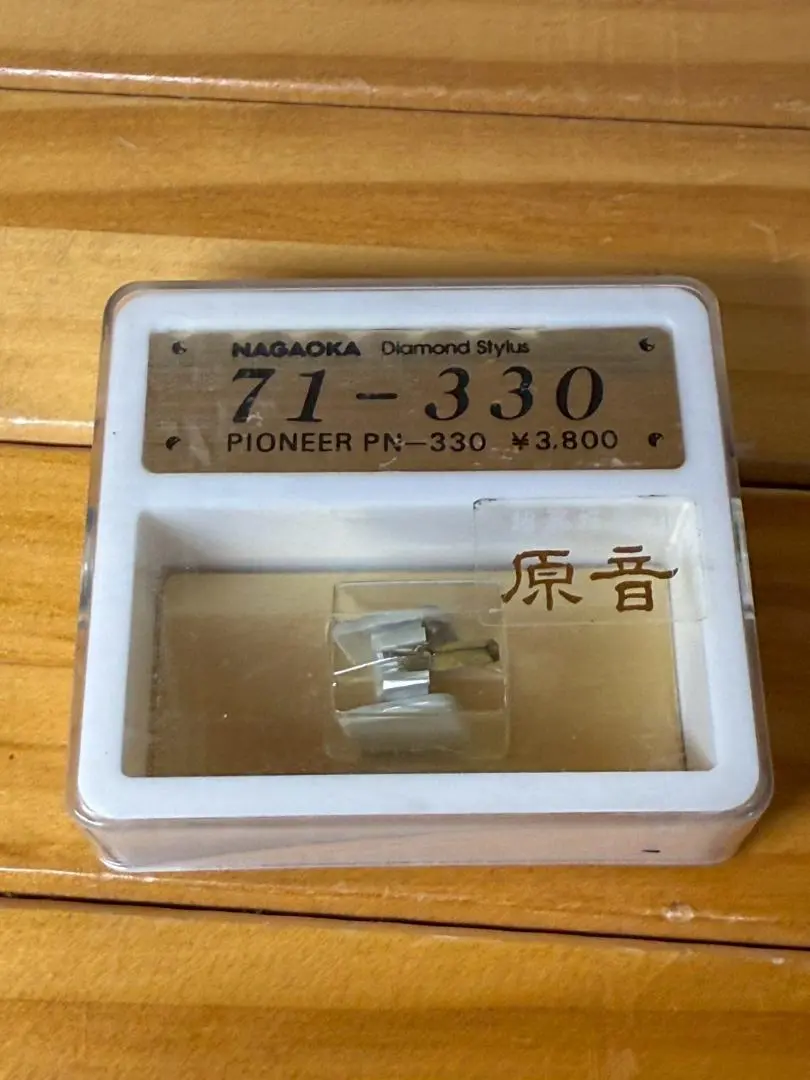 NAGAOKA Diamond Stylus
71-330
PIONEER PN-330 ¥3.800
原音